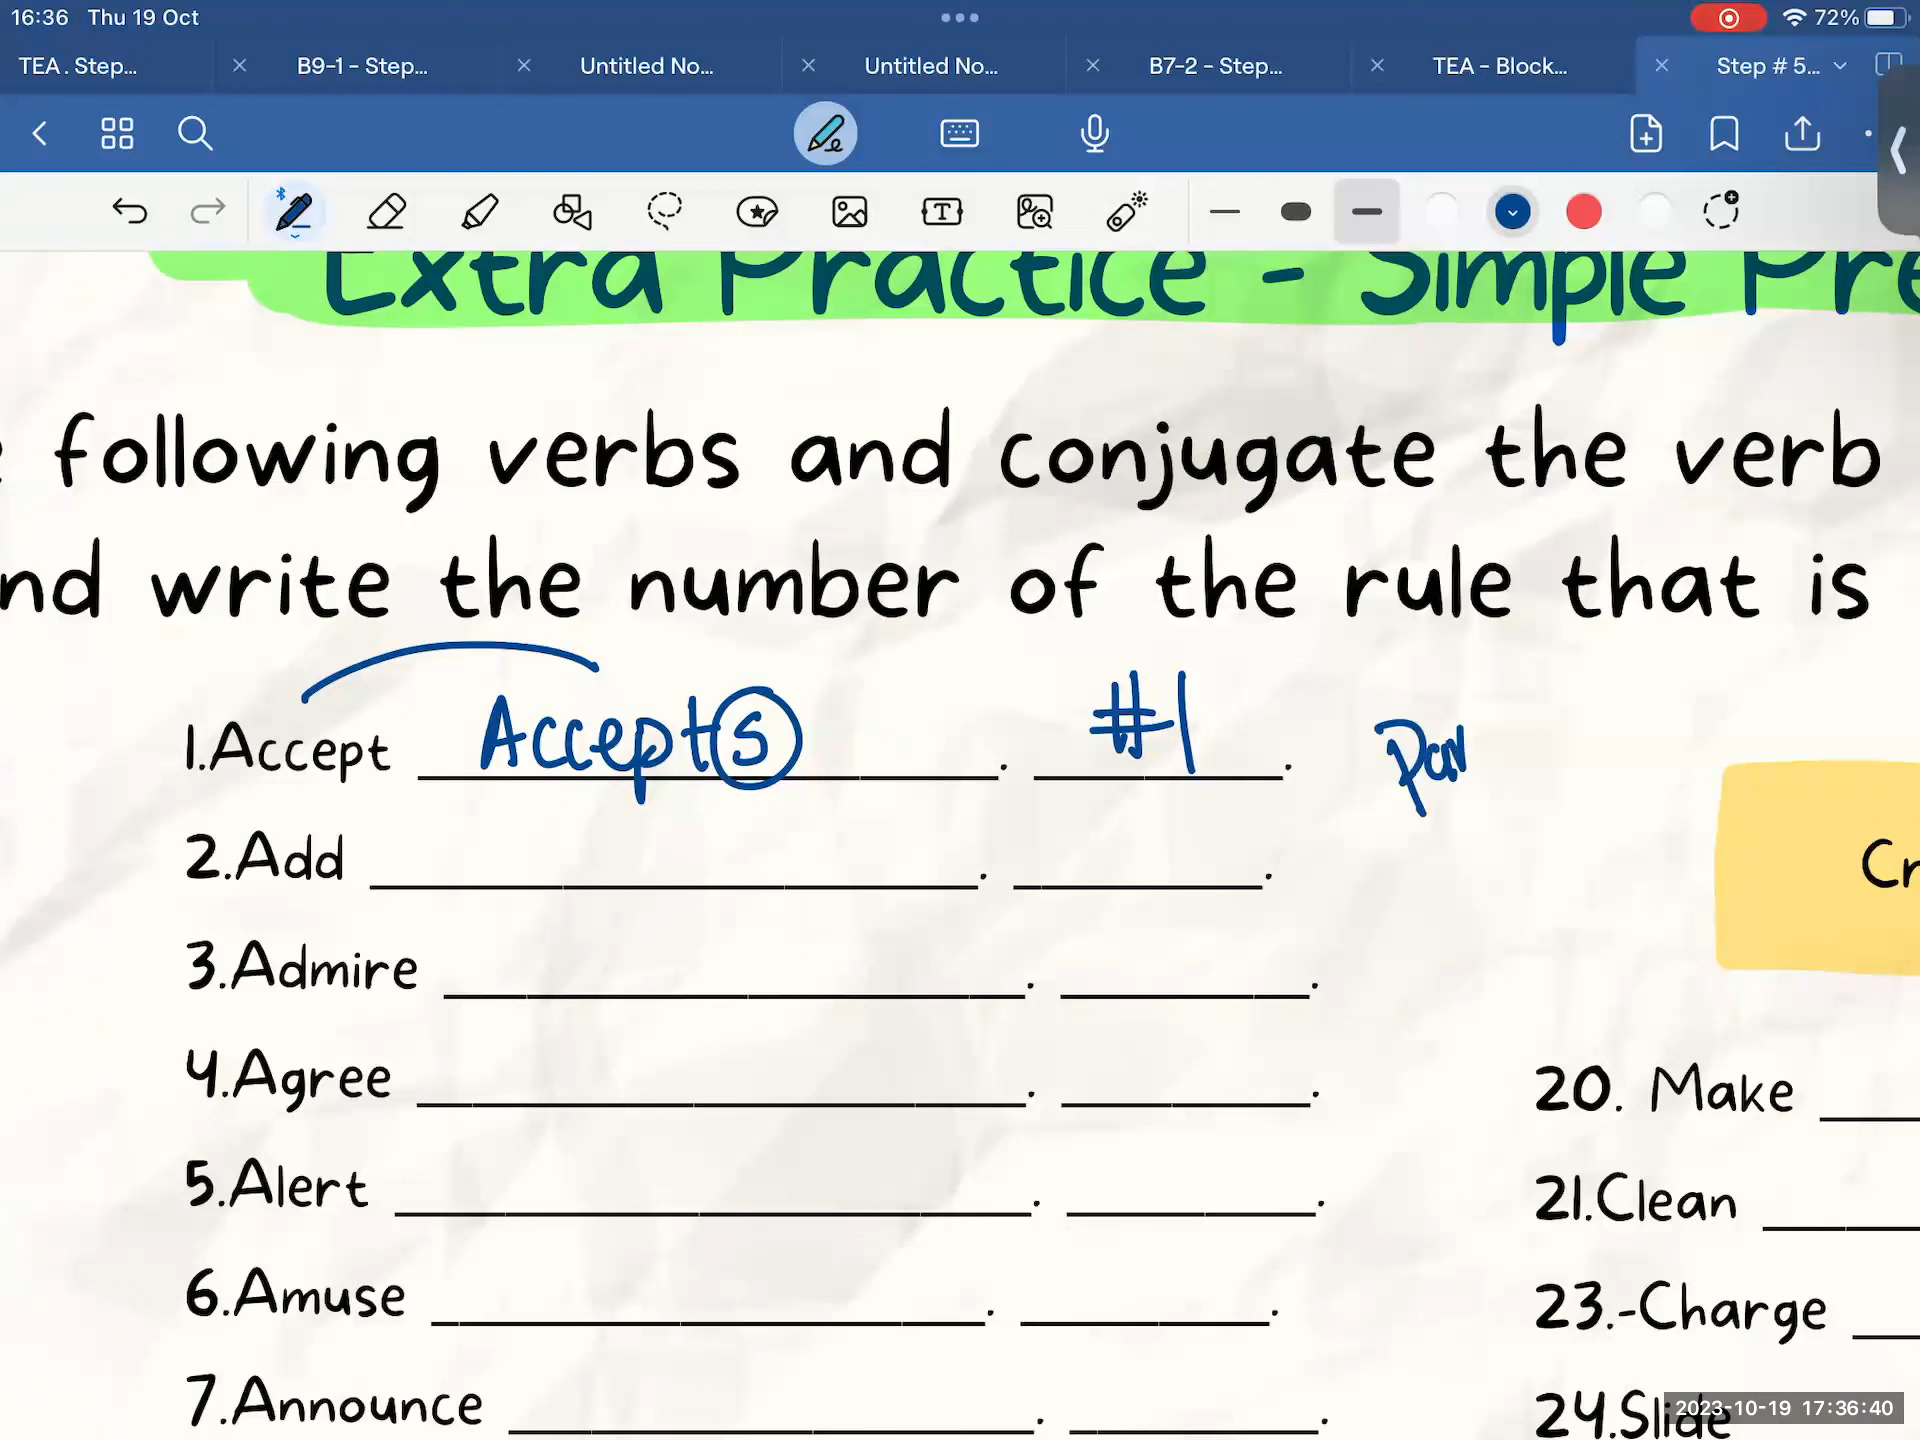 16:36 Thu 19 Oct
72%
TEA . Step... B9-1 - Step... Untitled No... Untitled No... B7-2 - Step... TEA - Block... Step # 5...
Extra Practice - Simple Pre
following verbs and conjugate the verb
nd write the number of the rule that is
1.Accept Accepts . #1 .
2.Add . .
3.Admire . .
4.Agree . .
5.Alert . .
6.Amuse . .
7.Announce . .
Cr
20. Make
21.Clean
23.-Charge
24.Slide
2023-10-19 17:36:40